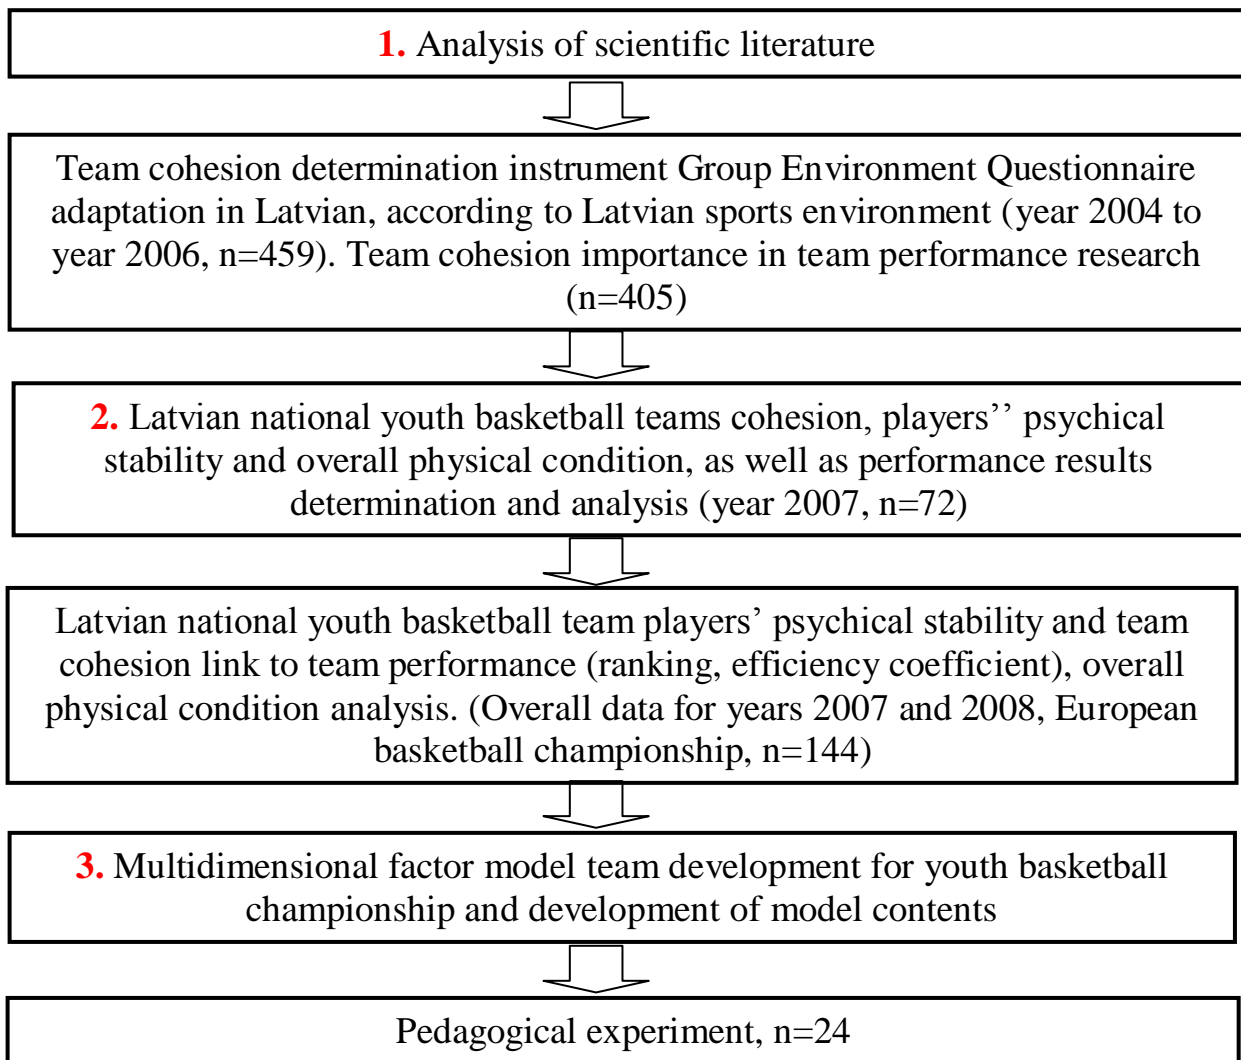 1. Analysis of scientific literature
Team cohesion determination instrument Group Environment Questionnaire
adaptation in Latvian, according to Latvian sports environment (year 2004 to
year 2006, n=459). Team cohesion importance in team performance research
(n=405)
2. Latvian national youth basketball teams cohesion, players’’ psychical
stability and overall physical condition, as well as performance results
determination and analysis (year 2007, n=72)
Latvian national youth basketball team players’ psychical stability and team
cohesion link to team performance (ranking, efficiency coefficient), overall
physical condition analysis. (Overall data for years 2007 and 2008, European
basketball championship, n=144)
3. Multidimensional factor model team development for youth basketball
championship and development of model contents
Pedagogical experiment, n=24